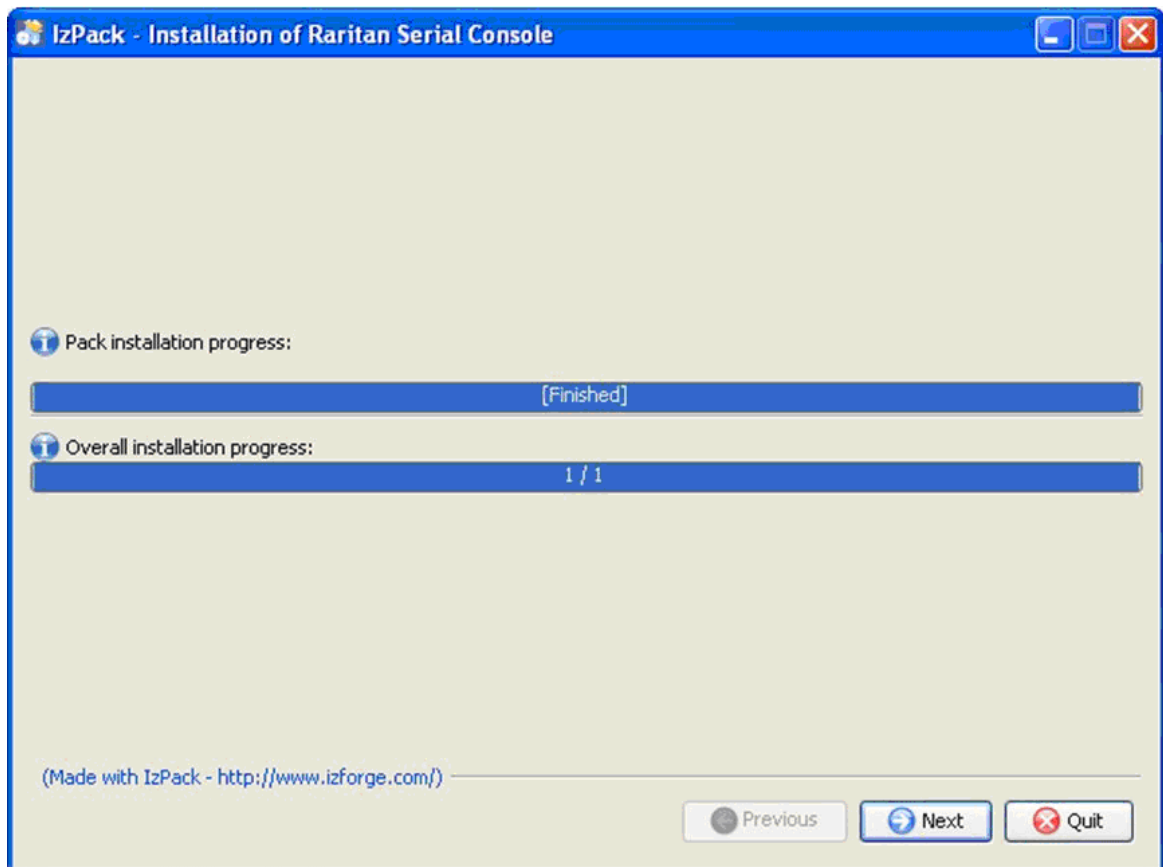 IzPack - Installation of Raritan Serial Console
Pack installation progress:
[Finished]
Overall installation progress:
1 / 1
(Made with IzPack - http://www.izforge.com/)
Previous
Next
Quit